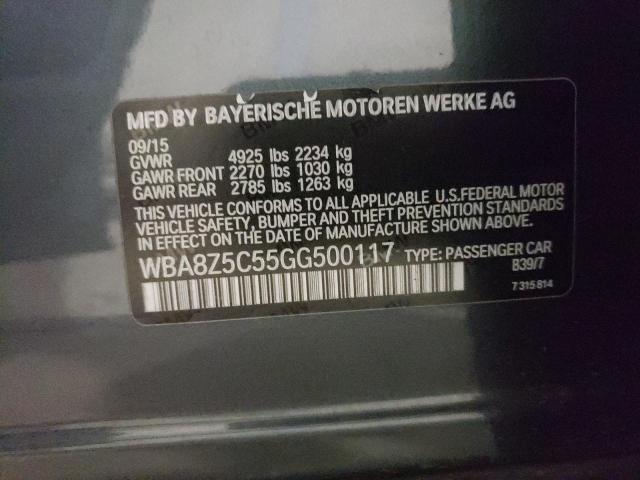 MFD BY BAYERISCHE MOTOREN WERKE AG
09/15
GVWR 4925 lbs 2234 kg
GAWR FRONT 2270 lbs 1030 kg
GAWR REAR 2785 lbs 1263 kg
THIS VEHICLE CONFORMS TO ALL APPLICABLE U.S.FEDERAL MOTOR
VEHICLE SAFETY, BUMPER AND THEFT PREVENTION STANDARDS
IN EFFECT ON THE DATE OF MANUFACTURE SHOWN ABOVE.
WBA8Z5C55GG500117 TYPE: PASSENGER CAR
B39/7
7 315 814